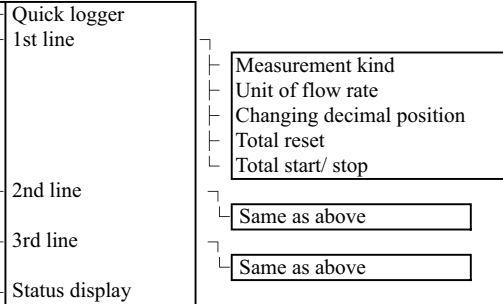 Quick logger
1st line
Measurement kind
Unit of flow rate
Changing decimal position
Total reset
Total start/ stop
2nd line
Same as above
3rd line
Same as above
Status display